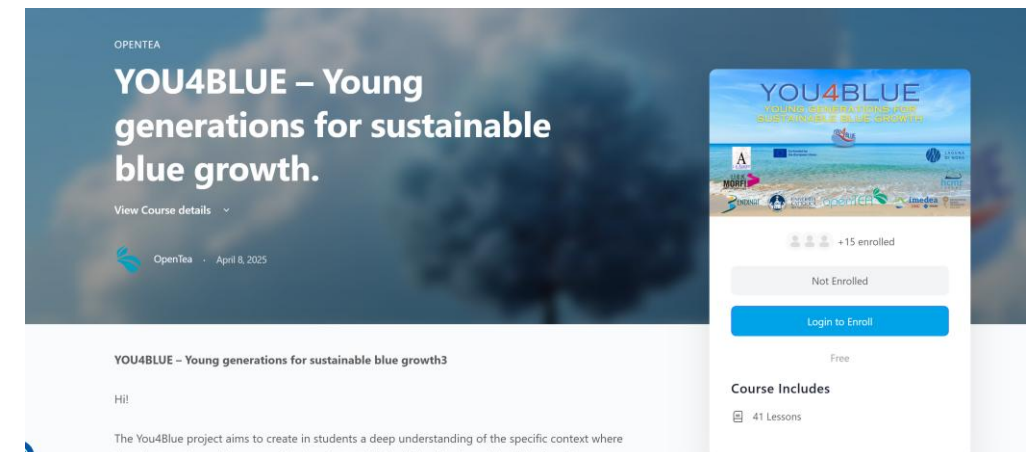 OPENTEA
YOU4BLUE – Young
generations for sustainable
blue growth.
View Course details
OpenTea · April 8, 2025
YOU4BLUE
YOUNG GENERATIONS FOR
SUSTAINABLE BLUE GROWTH
A
MORFI
openTEA
imedea
+15 enrolled
Not Enrolled
Login to Enroll
Free
Course Includes
41 Lessons
YOU4BLUE – Young generations for sustainable blue growth3
Hi!
The You4Blue project aims to create in students a deep understanding of the specific context where